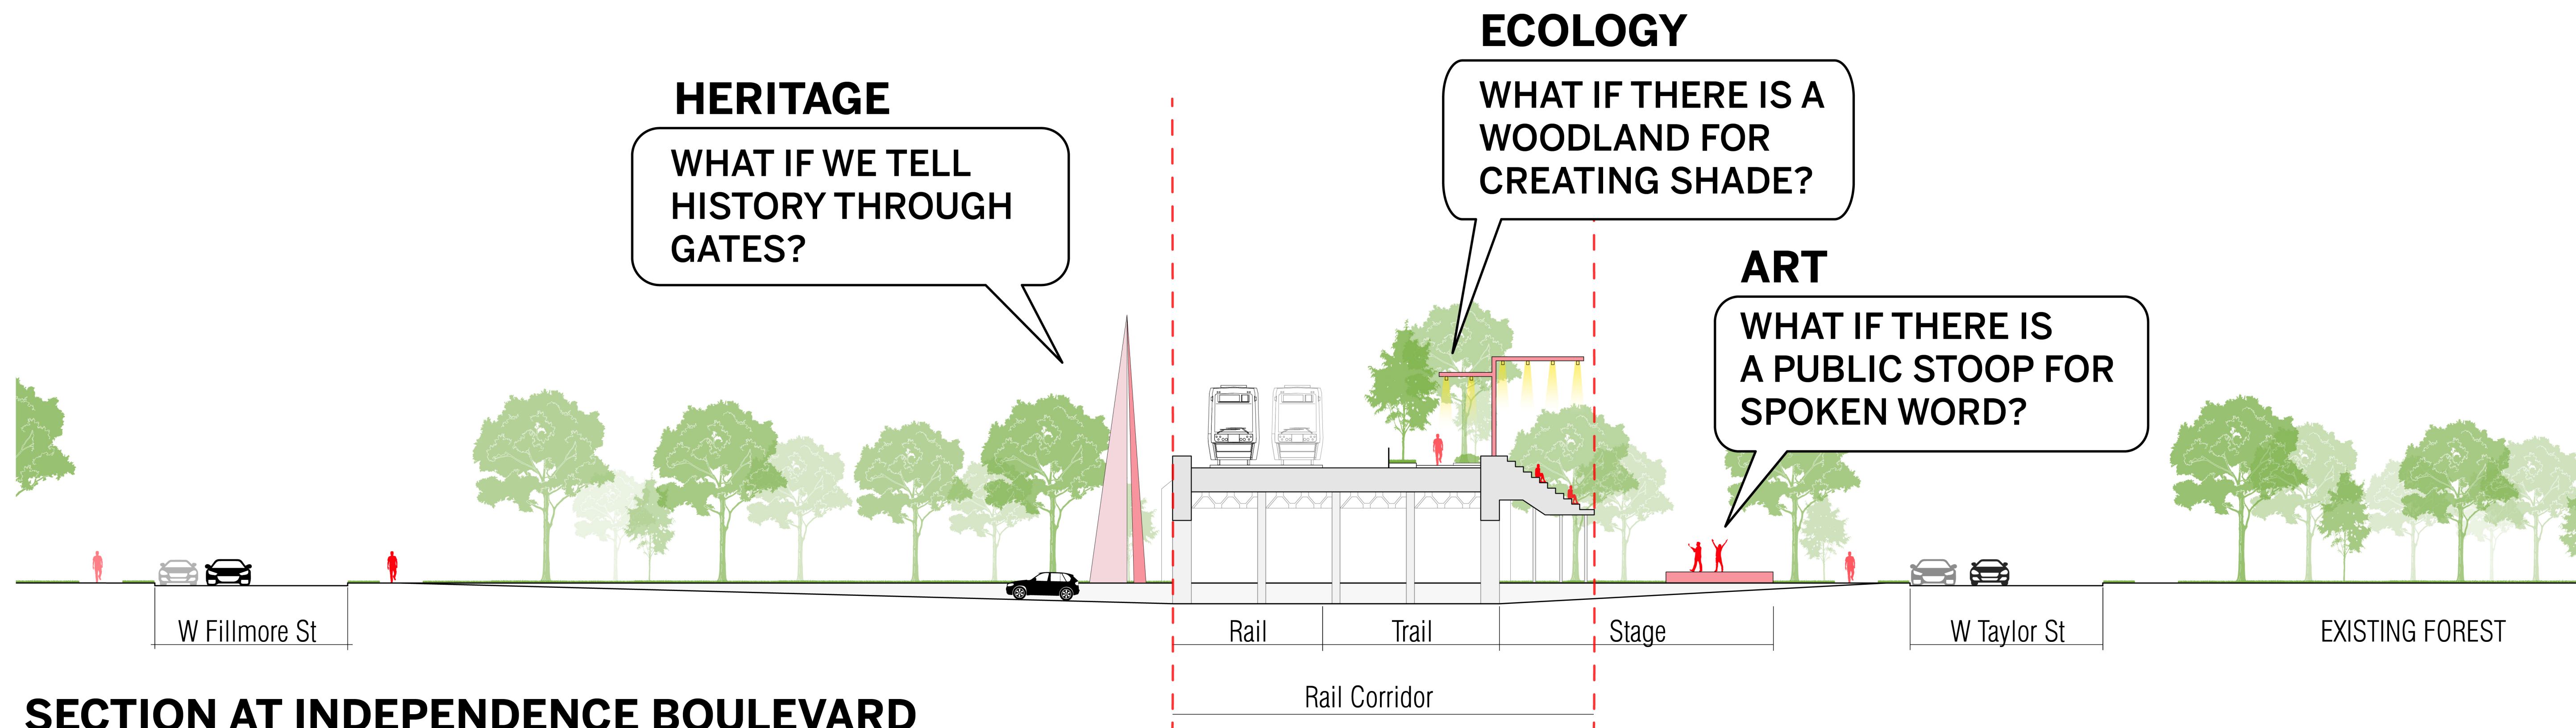 ECOLOGY
WHAT IF THERE IS A
WOODLAND FOR
CREATING SHADE?
HERITAGE
WHAT IF WE TELL
HISTORY THROUGH
GATES?
ART
WHAT IF THERE IS
A PUBLIC STOOP FOR
SPOKEN WORD?
W Fillmore St
Rail
Trail
Stage
W Taylor St
EXISTING FOREST
Rail Corridor
SECTION AT INDEPENDENCE BOULEVARD